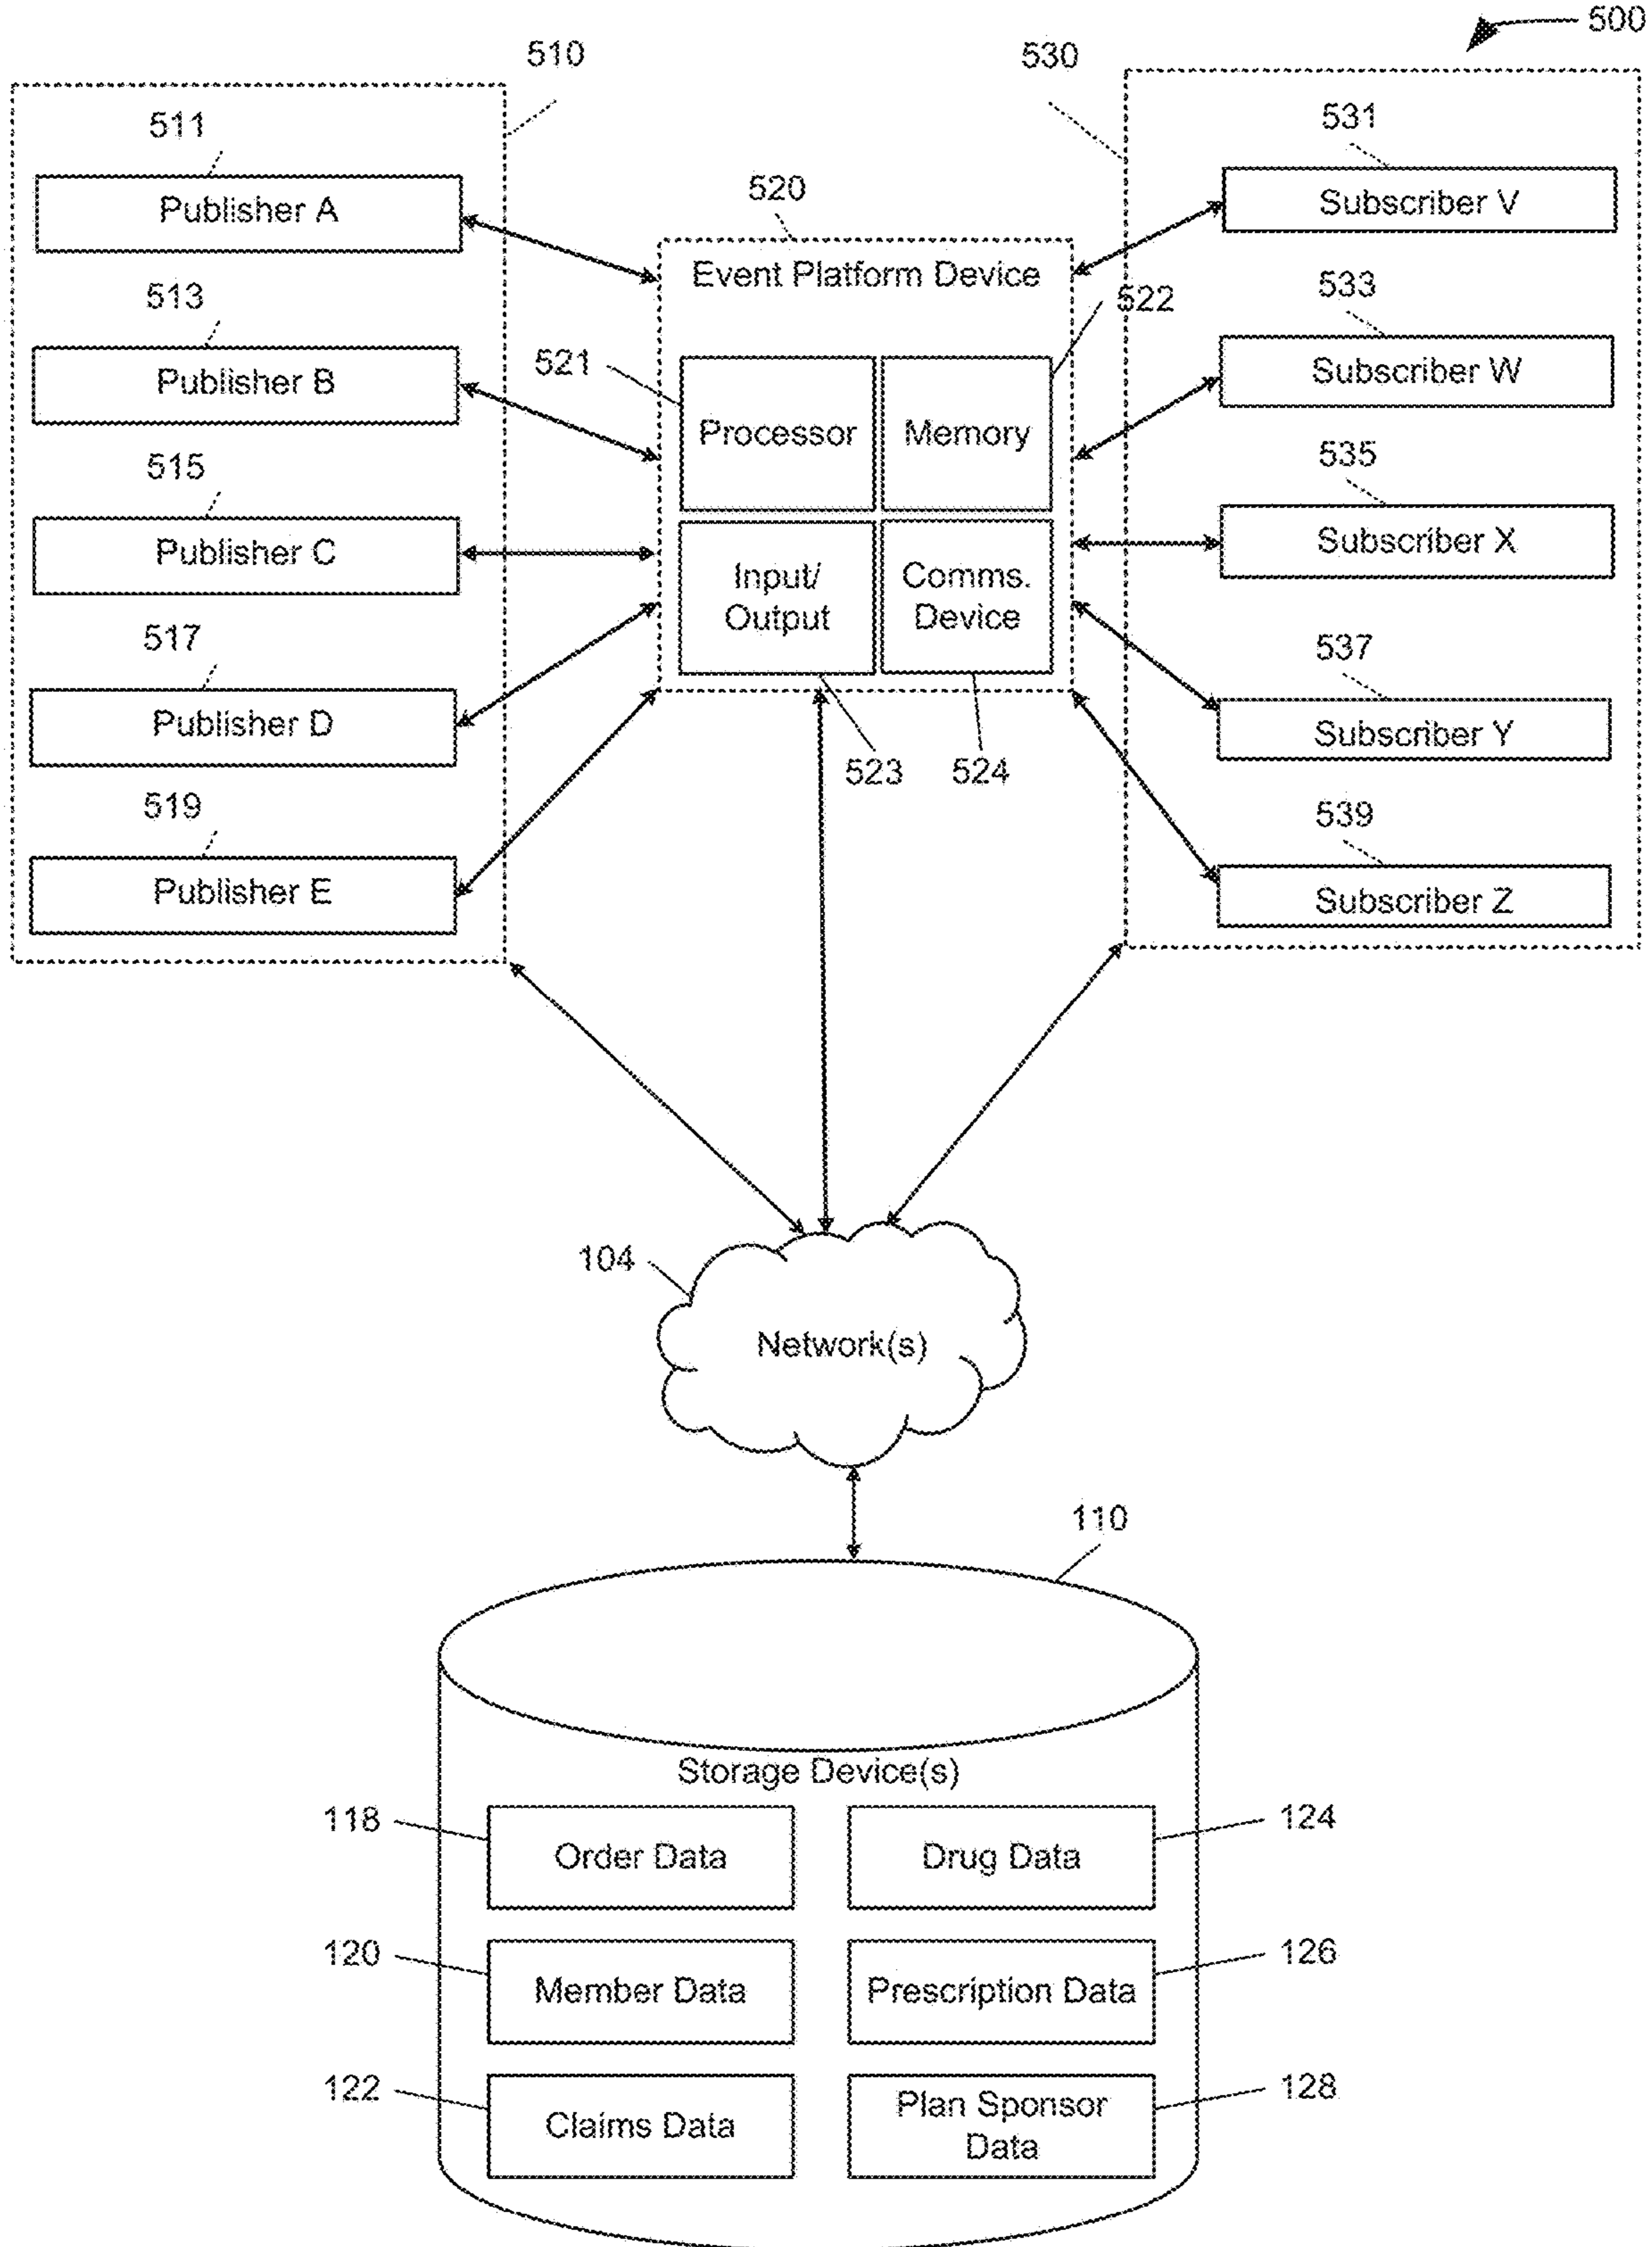 500
510
530
511
Publisher A
513
Publisher B
515
Publisher C
517
Publisher D
519
Publisher E
520
Event Platform Device
522
521
Processor
Memory
Input/
Output
Comms.
Device
523
524
531
Subscriber V
533
Subscriber W
535
Subscriber X
537
Subscriber Y
539
Subscriber Z
104
Network(s)
110
Storage Device(s)
118
Order Data
Drug Data
124
120
Member Data
Prescription Data
126
122
Claims Data
Plan Sponsor
Data
128